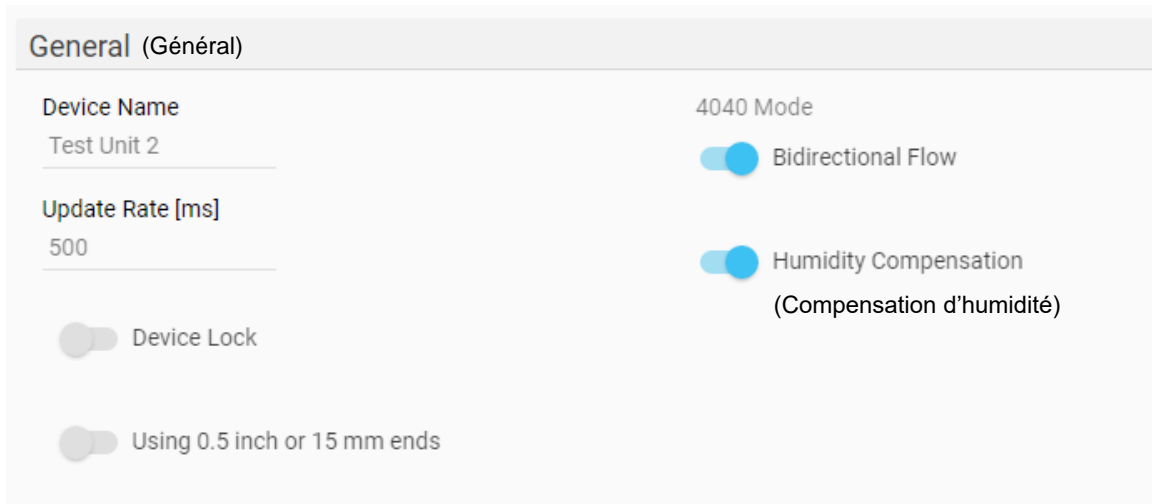 General (Général)
Device Name
Test Unit 2
Update Rate [ms]
500
Device Lock
Using 0.5 inch or 15 mm ends
4040 Mode
Bidirectional Flow
Humidity Compensation
(Compensation d’humidité)